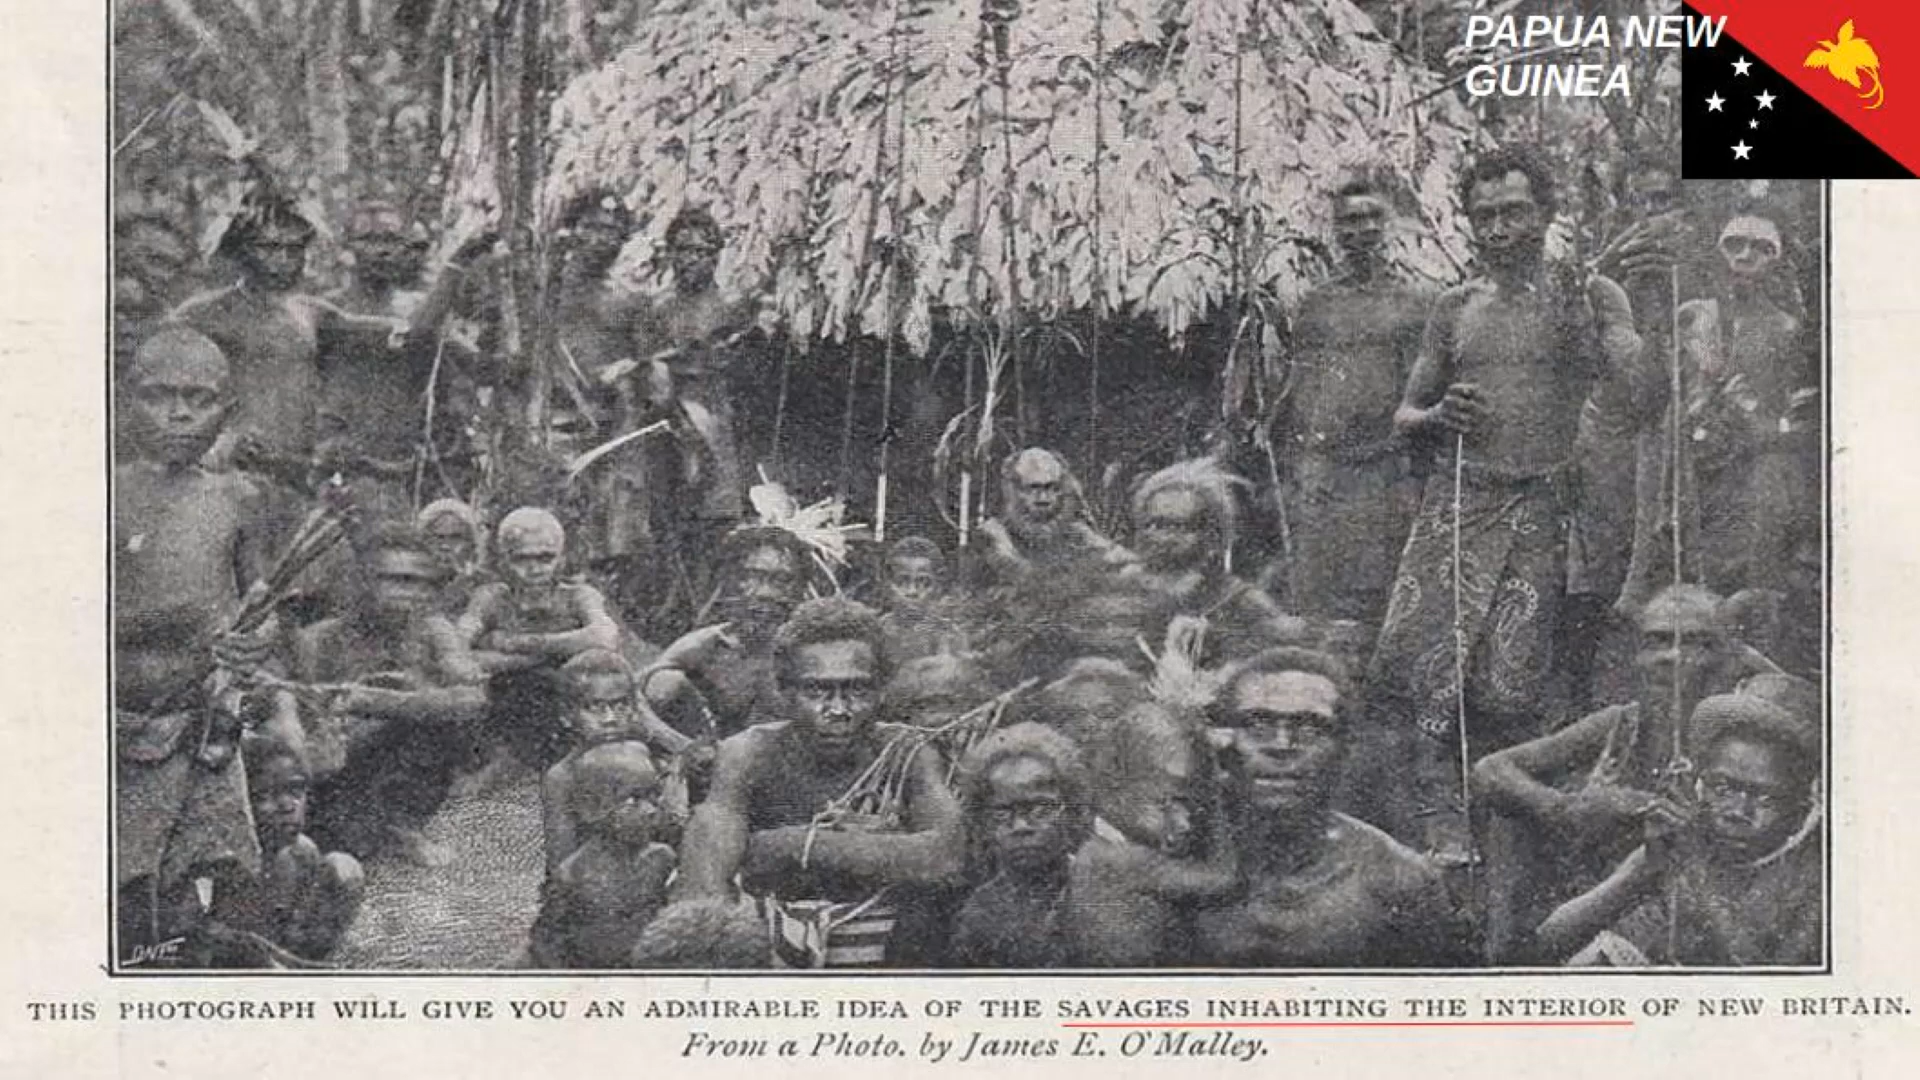 PAPUA NEW
GUINEA
THIS PHOTOGRAPH WILL GIVE YOU AN ADMIRABLE IDEA OF THE SAVAGES INHABITING THE INTERIOR OF NEW BRITAIN.
From a Photo. by James E. O'Malley.